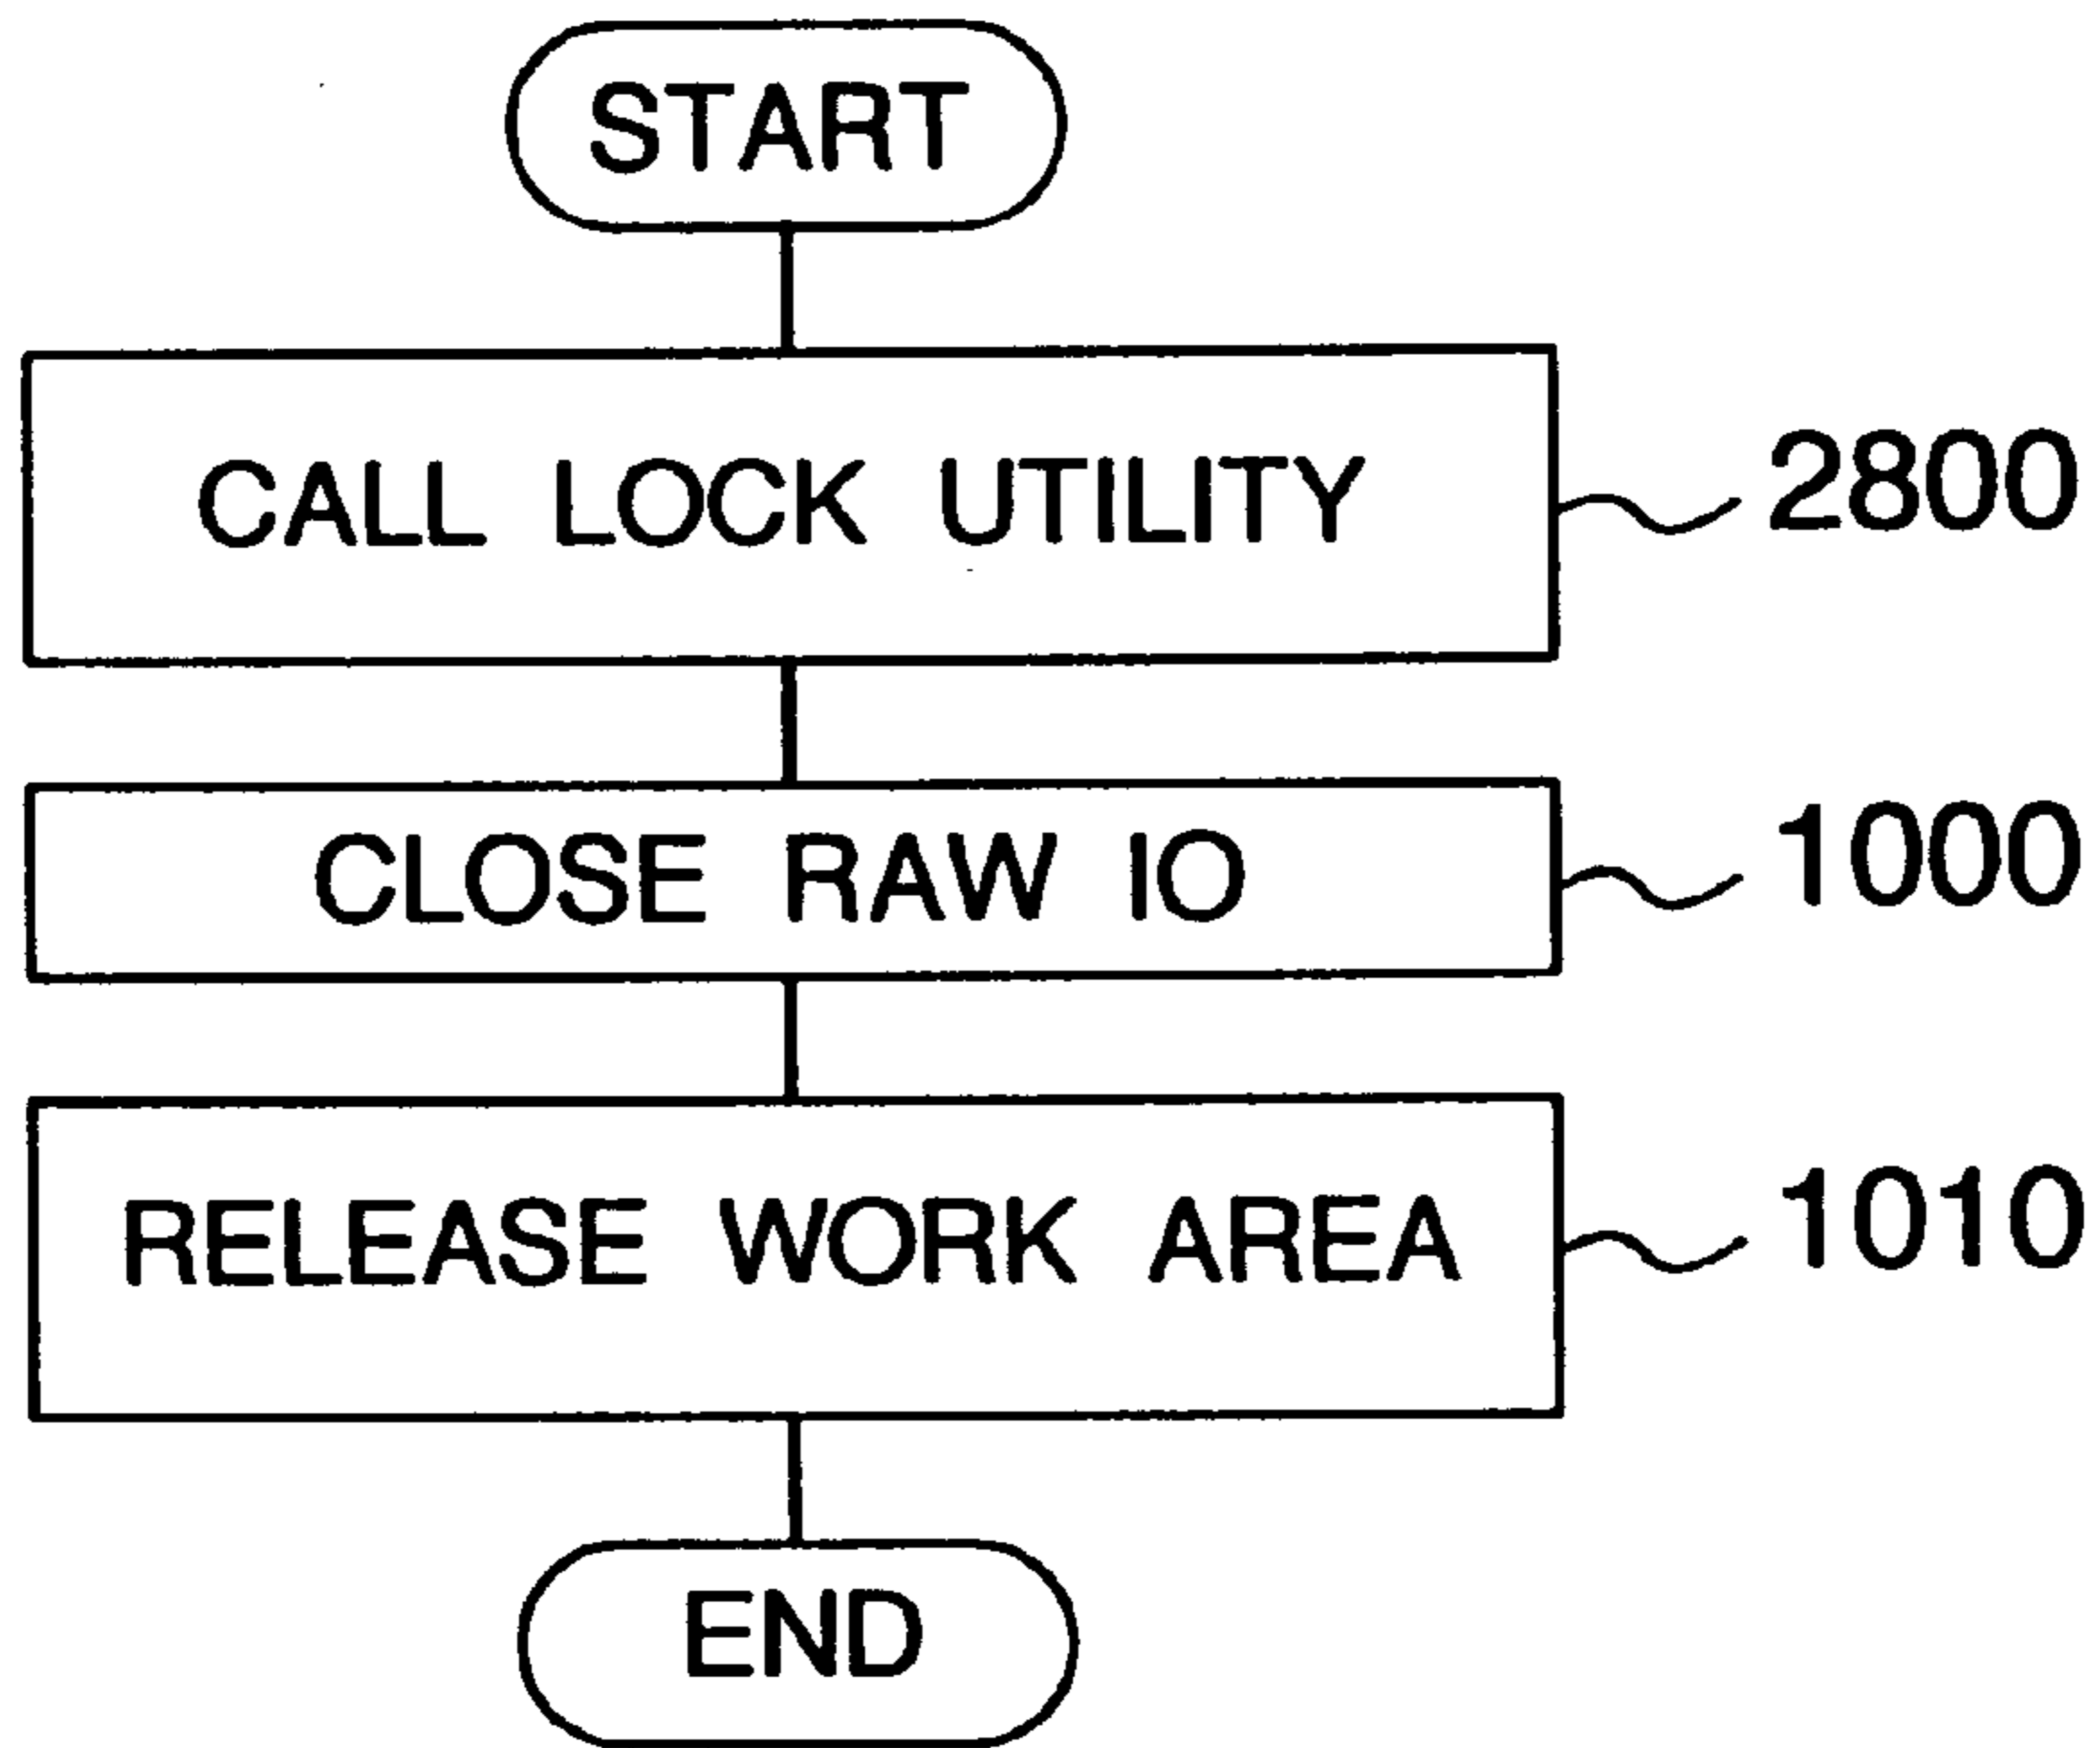 START
CALL LOCK UTILITY
2800
CLOSE RAW IO
1000
RELEASE WORK AREA
1010
END